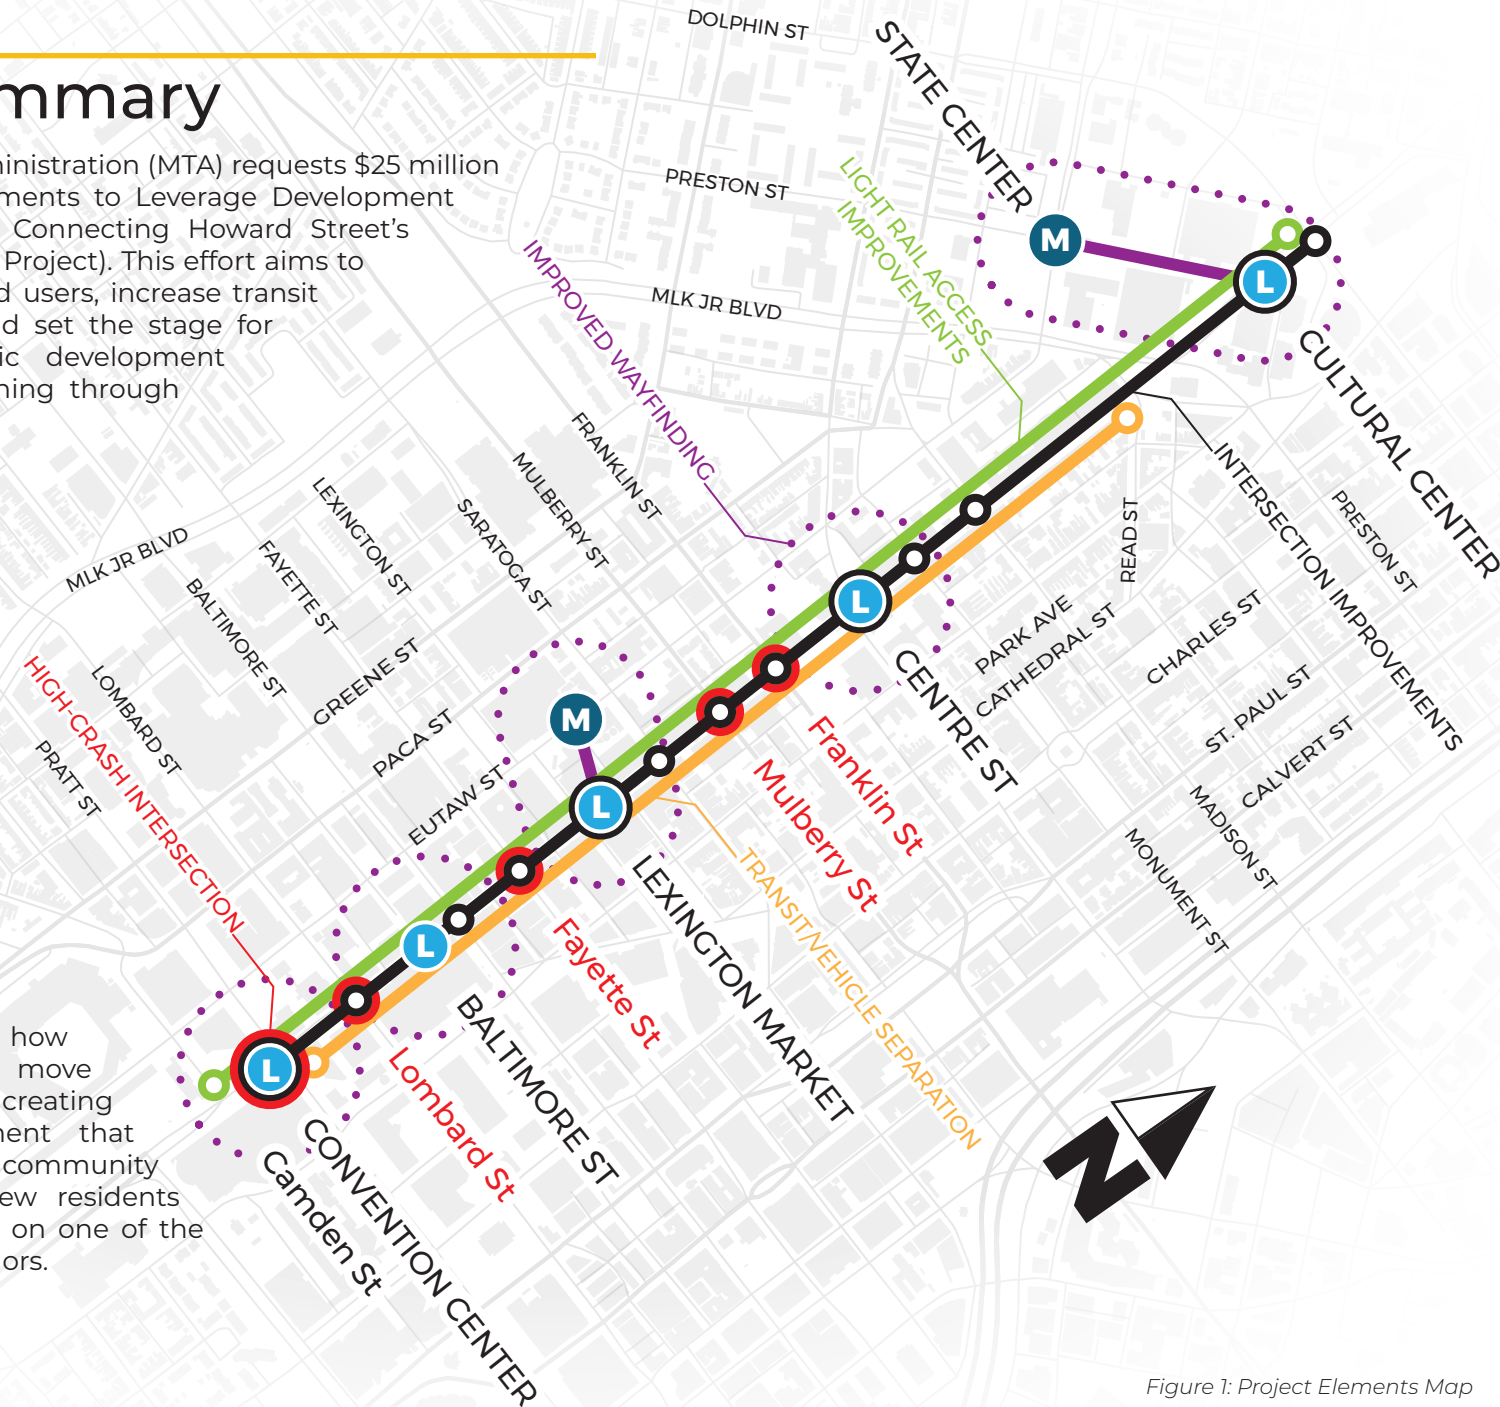 mmary
ninistration (MTA) requests $25 million
ments to Leverage Development
Connecting Howard Street's
Project). This effort aims to
d users, increase transit
d set the stage for
ic development
ning through
how
move
creating
nent that
community
ew residents
on one of the
ors.
DOLPHIN ST
STATE CENTER
PRESTON ST
LIGHT RAIL ACCESS
IMPROVEMENTS
MLK JR BLVD
IMPROVED WAYFINDING
M
L
CULTURAL CENTER
FRANKLIN ST
MULBERRY ST
SARATOGA ST
LEXINGTON ST
FAYETTE ST
BALTIMORE ST
MLK JR BLVD
LOMBARD ST
PRATT ST
HIGH-CRASH INTERSECTION
GREENE ST
PACA ST
EUTAW ST
READ ST
PRESTON ST
INTERSECTION IMPROVEMENTS
PARK AVE
CATHEDRAL ST
CHARLES ST
ST. PAUL ST
CALVERT ST
MADISON ST
MONUMENT ST
L
CENTRE ST
Franklin St
Mulberry St
M
L
LEXINGTON MARKET
TRANSIT/VEHICLE SEPARATION
Fayette St
L
BALTIMORE ST
Lombard St
L
CONVENTION CENTER
Camden St
N
Figure 1: Project Elements Map